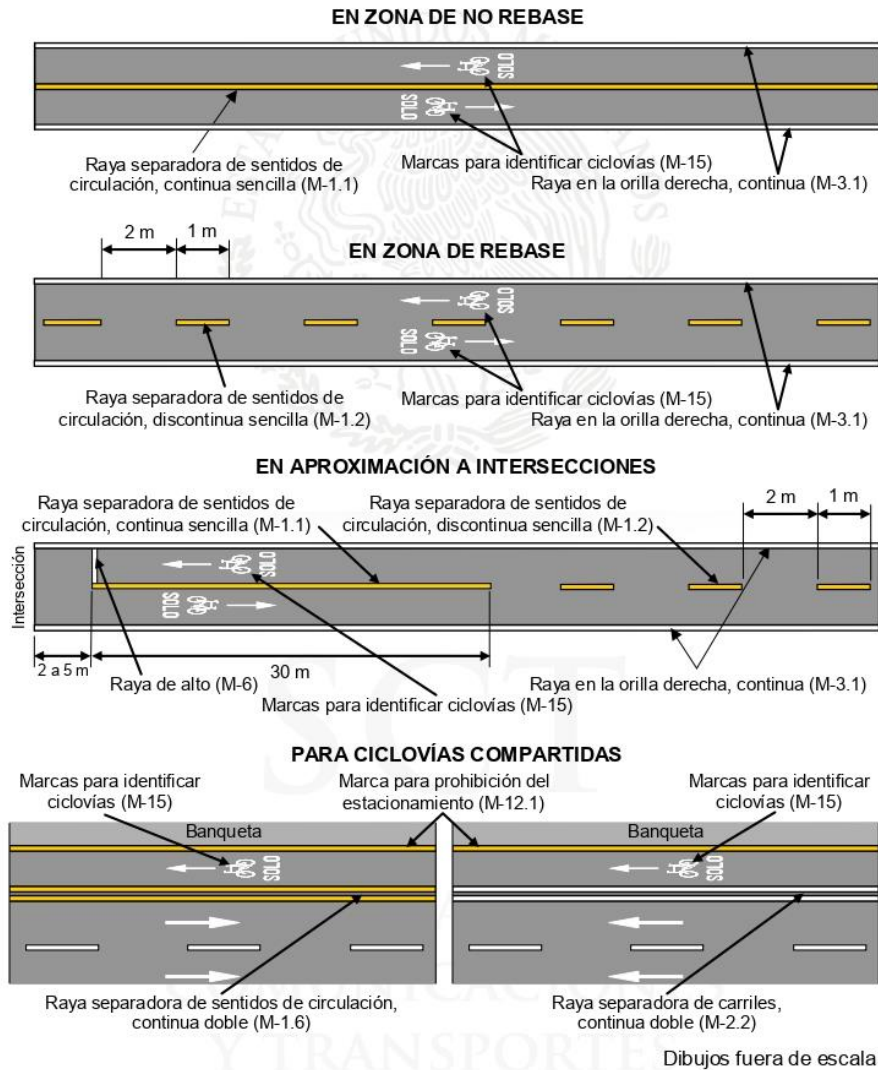 EN ZONA DE NO REBASE
SOLO
SOLO
Raya separadora de sentidos de
circulación, continua sencilla (M-1.1)
Marcas para identificar ciclovías (M-15)
Raya en la orilla derecha, continua (M-3.1)
2 m
1 m
EN ZONA DE REBASE
SOLO
SOLO
Raya separadora de sentidos de
circulación, discontinua sencilla (M-1.2)
Marcas para identificar ciclovías (M-15)
Raya en la orilla derecha, continua (M-3.1)
EN APROXIMACIÓN A INTERSECCIONES
Raya separadora de sentidos de
circulación, continua sencilla (M-1.1)
Raya separadora de sentidos de
circulación, discontinua sencilla (M-1.2)
2 m
1 m
Intersección
SOLO
SOLO
2 a 5 m
30 m
Raya de alto (M-6)
Marcas para identificar ciclovías (M-15)
Raya en la orilla derecha, continua (M-3.1)
SCT
PARA CICLOVÍAS COMPARTIDAS
Marcas para identificar
ciclovías (M-15)
Marca para prohibición del
estacionamiento (M-12.1)
Marcas para identificar
ciclovías (M-15)
Banqueta
Banqueta
SOLO
SOLO
Raya separadora de sentidos de circulación,
continua doble (M-1.6)
Raya separadora de carriles,
continua doble (M-2.2)
Y TRANSPORTES
Dibujos fuera de escala